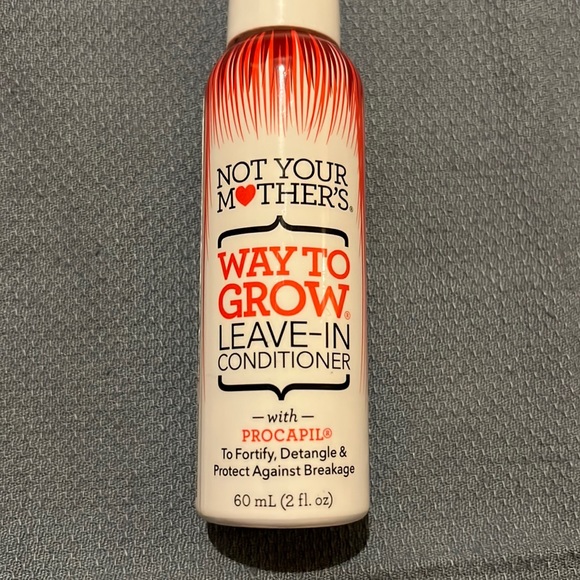 NOT YOUR
M❤THER'S®
WAY TO
GROW®
LEAVE-IN
CONDITIONER
— with —
PROCAPIL®
To Fortify, Detangle &
Protect Against Breakage
60 mL (2 fl. oz)